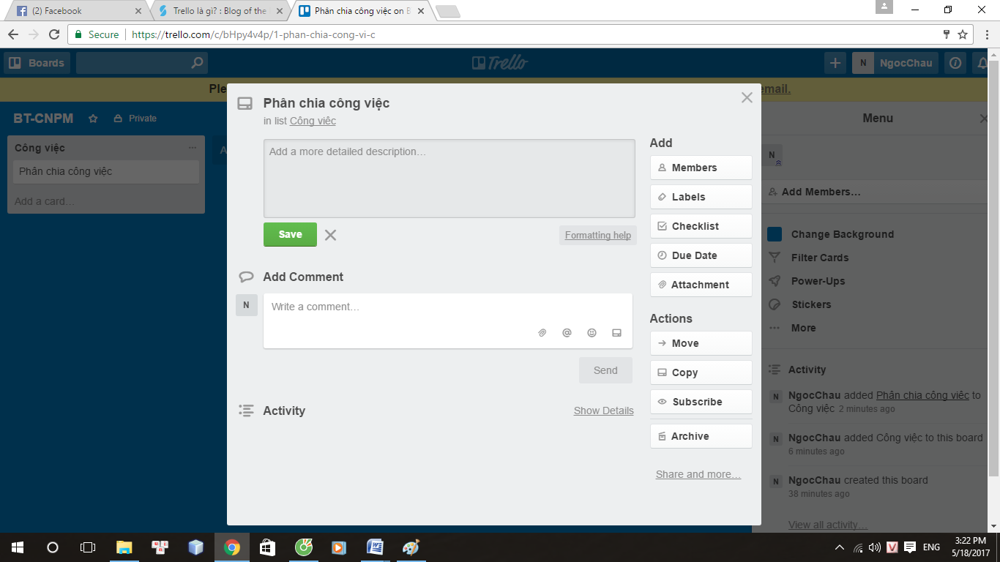 (2) Facebook
Trello là gì? : Blog of the
Phân chia công việc on B
Secure https://trello.com/c/bHpy4v4p/1-phan-chia-cong-vi-c
Boards
Trello
N NgocChau
Ple
email.
BT-CNPM Private
Công việc
Phân chia công việc
Add a card...
A
Phân chia công việc
in list Công việc
Add a more detailed description…
Save
Formatting help
Add Comment
N
Write a comment…
Send
Activity
Show Details
Add
Members
Labels
Checklist
Due Date
Attachment
Actions
Move
Copy
Subscribe
Archive
Share and more…
Menu
N
Add Members…
Change Background
Filter Cards
Power-Ups
Stickers
More
Activity
N NgocChau added Phân chia công việc to
Công việc 2 minutes ago
N NgocChau added Công việc to this board
6 minutes ago
N NgocChau created this board
38 minutes ago
View all activity…
ENG
3:22 PM
5/18/2017